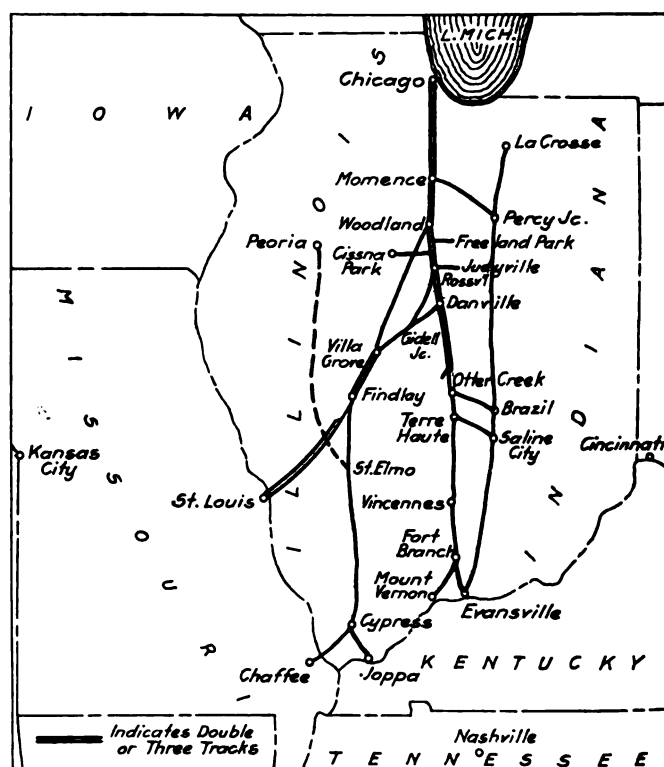 L. MICH.
Chicago
I O W A
La Crosse
Momence
Woodland
Percy Jc.
Peoria
Freeland Park
Cissna
Park
Judyville
Rossv'l
Danville
Gidell
Jc.
Villa
Grove
Otter Creek
Findlay
Brazil
Terre
Haute
Saline
City
Cincinnati
Kansas
City
St. Elmo
St. Louis
Vincennes
Fort
Branch
Mount
Vernon
Evansville
Cypress
Chaffee
Joppa
I L L I N O I S
I N D I A N A
M I S S O U R I
K E N T U C K Y
Indicates Double
or Three Tracks
Nashville
T E N N E S S E E